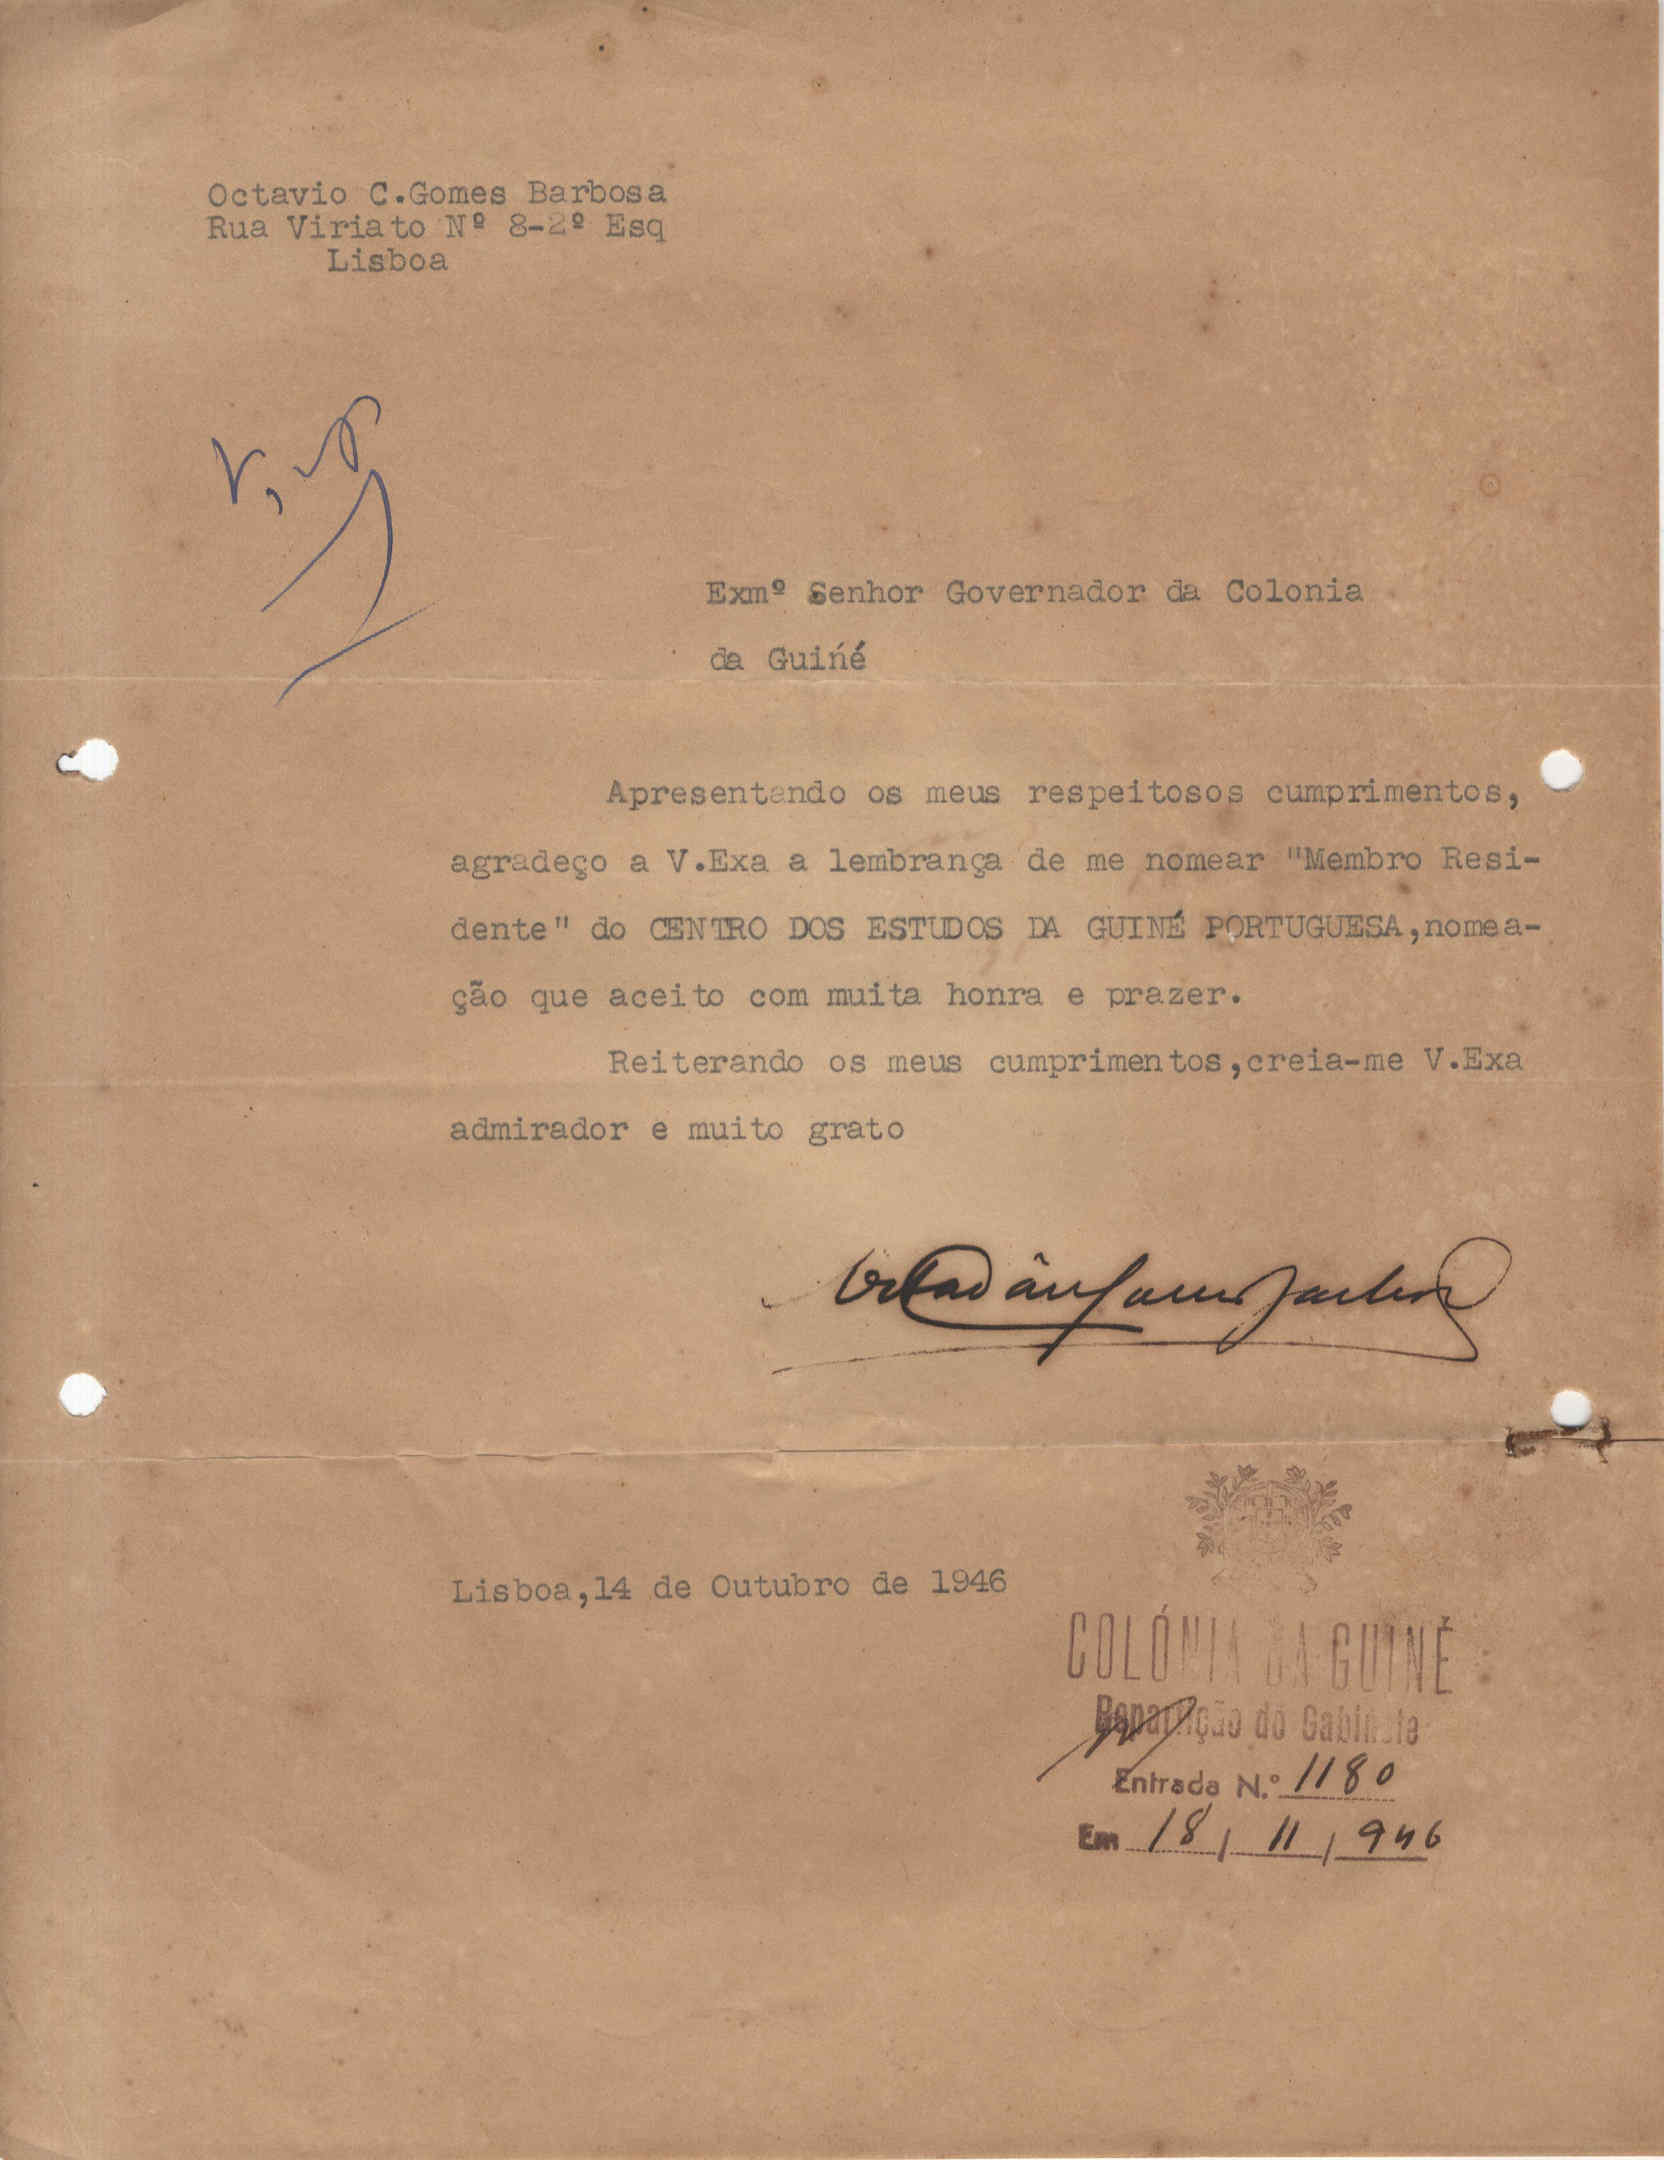 Octavio C.Gomes Barbosa
Rua Viriato Nº 8-2º Esq
Lisboa
Exmº Senhor Governador da Colonia
da Guiné
Apresentando os meus respeitosos cumprimentos,
agradeço a V.Exa a lembrança de me nomear "Membro Resi-
dente" do CENTRO DOS ESTUDOS DA GUINÉ PORTUGUESA,nomea-
ção que aceito com muita honra e prazer.
Reiterando os meus cumprimentos,creia-me V.Exa
admirador e muito grato
Lisboa,14 de Outubro de 1946
COLÓNIA DA GUINÉ
Repartição do Gabinete
Entrada N.º 1180
Em 18/11/946